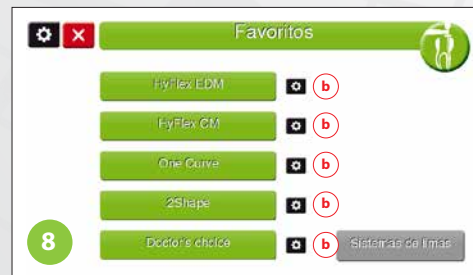 Favoritos
HyFlex EDM
b
HyFlex CM
b
One Curve
b
2Shape
b
8
Doctor's choice
b
Sistemas de limas